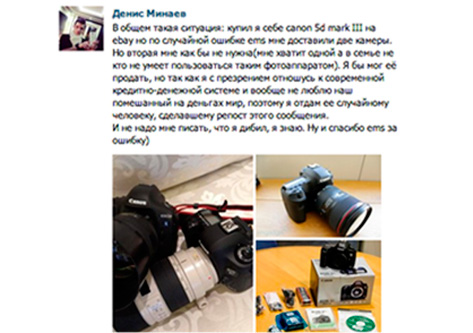 Денис Минаев
В общем такая ситуация: купил я себе canon 5d mark III на
ebay но по случайной ошибке ems мне доставили две камеры.
Но вторая мне как бы не нужна(мне хватит одной а в семье не
кто не умеет пользоваться таким фотоаппаратом). Я бы мог её
продать, но так как я с презрением отношусь к современной
кредитно-денежной системе и вообще не люблю наш
помешанный на деньгах мир, поэтому я отдам ее случайному
человеку, сделавшему репост этого сообщения.
И не надо мне писать, что я дибил, я знаю. Ну и спасибо ems за
ошибку)
Canon